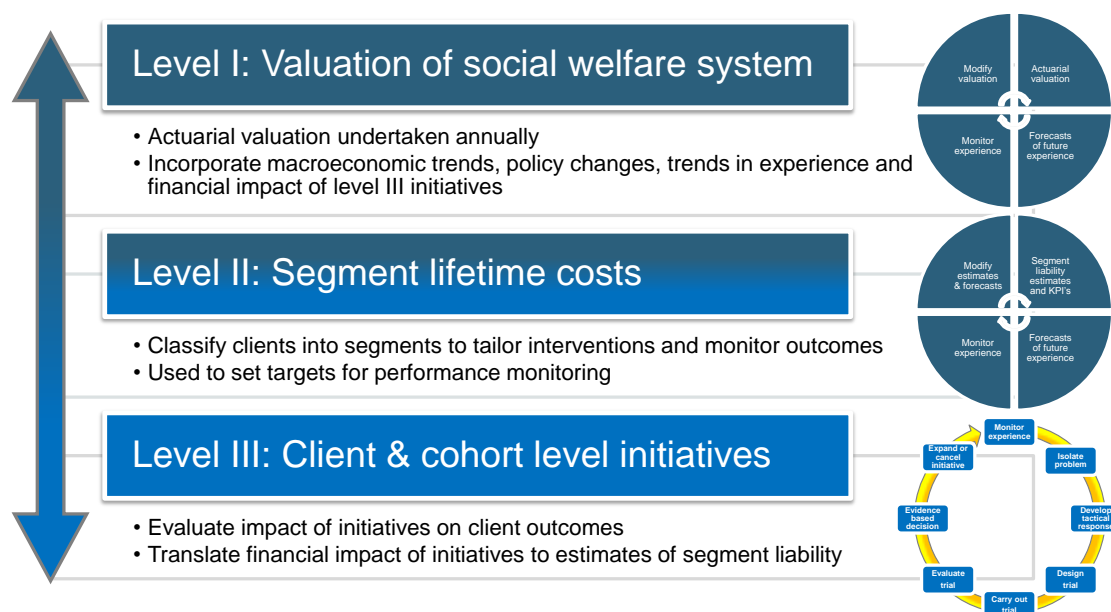 Level I: Valuation of social welfare system
• Actuarial valuation undertaken annually
• Incorporate macroeconomic trends, policy changes, trends in experience and
financial impact of level III initiatives
Modify
valuation
Actuarial
valuation
Monitor
experience
Forecasts
of future
experience
Level II: Segment lifetime costs
• Classify clients into segments to tailor interventions and monitor outcomes
• Used to set targets for performance monitoring
Modify
estimates
& forecasts
Segment
liability
estimates
and KPI's
Monitor
experience
Forecasts
of future
experience
Level III: Client & cohort level initiatives
• Evaluate impact of initiatives on client outcomes
• Translate financial impact of initiatives to estimates of segment liability
Monitor
experience
Isolate
problem
Develop
tactical
response
Design
trial
Carry out
trial
Evaluate
trial
Evidence
based
decision
Expand or
cancel
initiative